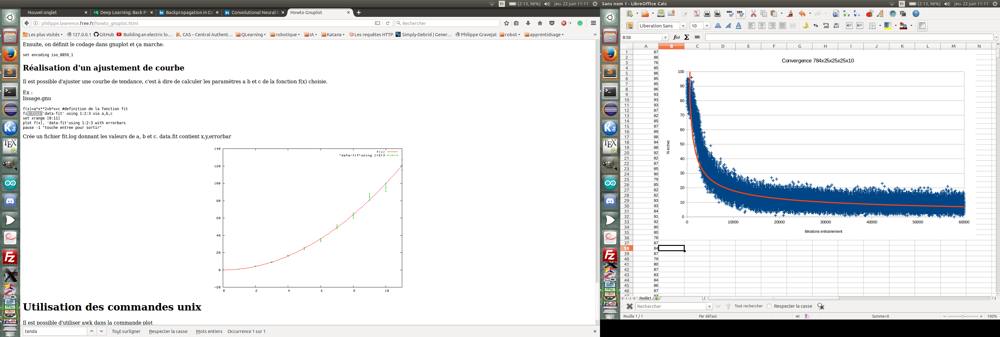 Fr
(2:13, 96%)
jeu. 22 juin 11:11
Nouvel onglet
Deep Learning: Back Pr
Backpropagation in Co
Convolutional Neural N
Howto Gnuplot
philippe.lawrence.free.fr/howto_gnuplot.html
Rechercher
Les plus visités
127.0.0.1
GitHub
Building an electric lo...
CAS – Central Authent...
QLearning
robotique
IA
Katana
Les requêtes HTTP
Simply-Debrid | Gener...
Philippe Gravejat
robot
apprentidsage
Ensuite, on définit le codage dans gnuplot et ça marche.
set encoding iso_8859_1
Réalisation d'un ajustement de courbe
Il est possible d'ajuster une courbe de tendance, c'est à dire de calculer les paramètres a b et c de la fonction f(x) choisie.
Ex :
lissage.gnu
f(x)=a*x**2+b*x+c #definition de la fonction fit
fit f(x) 'data-fit' using 1:2:3 via a,b,c
set xrange [0:11]
plot f(x), 'data-fit'using 1:2:3 with errorbars
pause -1 "touche entree pour sortir"
Crée un fichier fit.log donnant les valeurs de a, b et c. data.fit contient x,y,errorbar
f(x)
'data-fit'using 1:2:3
140
120
100
80
60
40
20
0
-20
0 2 4 6 8 10
Utilisation des commandes unix
Il est possible d'utiliser awk dans la commande plot
tenda
Tout surligner
Respecter la casse
Mots entiers
Occurrence 1 sur 1
Sans nom 1 - LibreOffice Calc
Fr
(2:13, 96%)
jeu. 22 juin 11:11
Liberation Sans
10
B38
A B C D E F G H I J K L M N
1 87
2 86
3 76
4 85
5 86
6 85
7 85
8 86
9 93
10 93
11 93
12 87
13 82
14 85
15 87
16 89
17 88
18 94
19 88
20 92
21 82
22 87
23 85
24 90
25 79
26 85
27 82
28 82
29 93
30 93
31 84
32 91
33 92
34 80
35 80
36 78
37 87
38 84
39 87
40 79
41 80
42 87
43 83
44 84
45 86
46 87
47 93
Convergence 784x25x25x25x10
% echec
100
90
80
70
60
50
40
30
20
10
0
0 10000 20000 30000 40000 50000 60000
Itérations entrainement
Feuille1
Rechercher
Tout rechercher
Respecter la casse
Feuille 1 / 1
Par défaut
Somme=0
100%